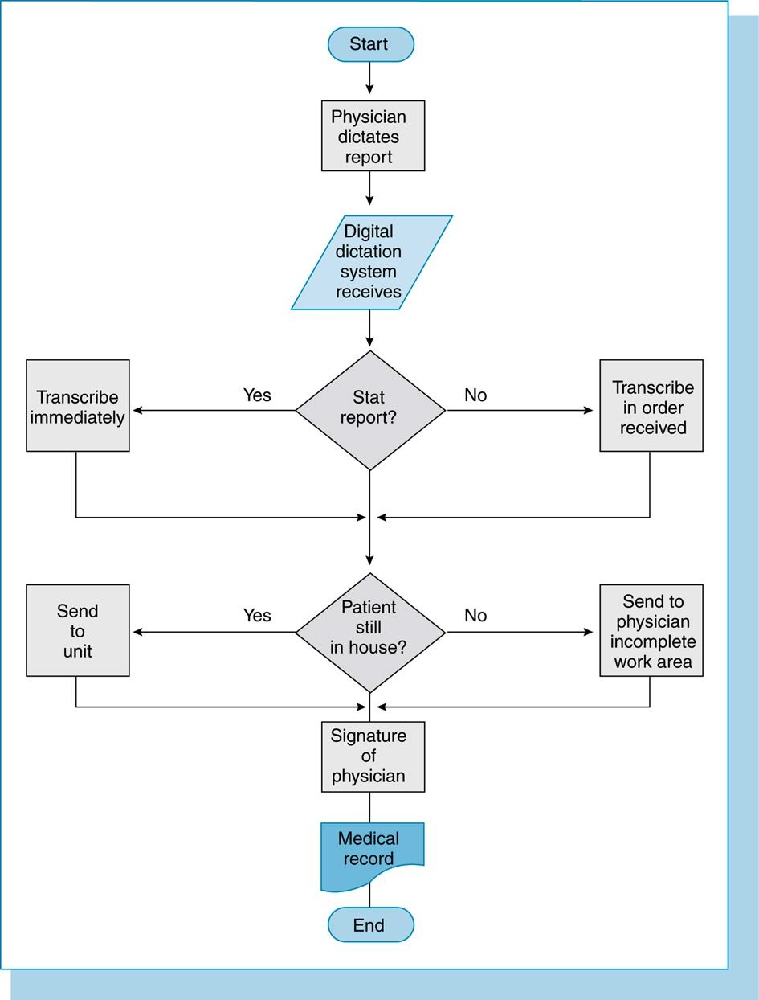 Start
Physician
dictates
report
Digital
dictation
system
receives
Stat
report?
Yes
No
Transcribe
immediately
Transcribe
in order
received
Patient
still
in house?
Yes
No
Send
to
unit
Send to
physician
incomplete
work area
Signature
of
physician
Medical
record
End